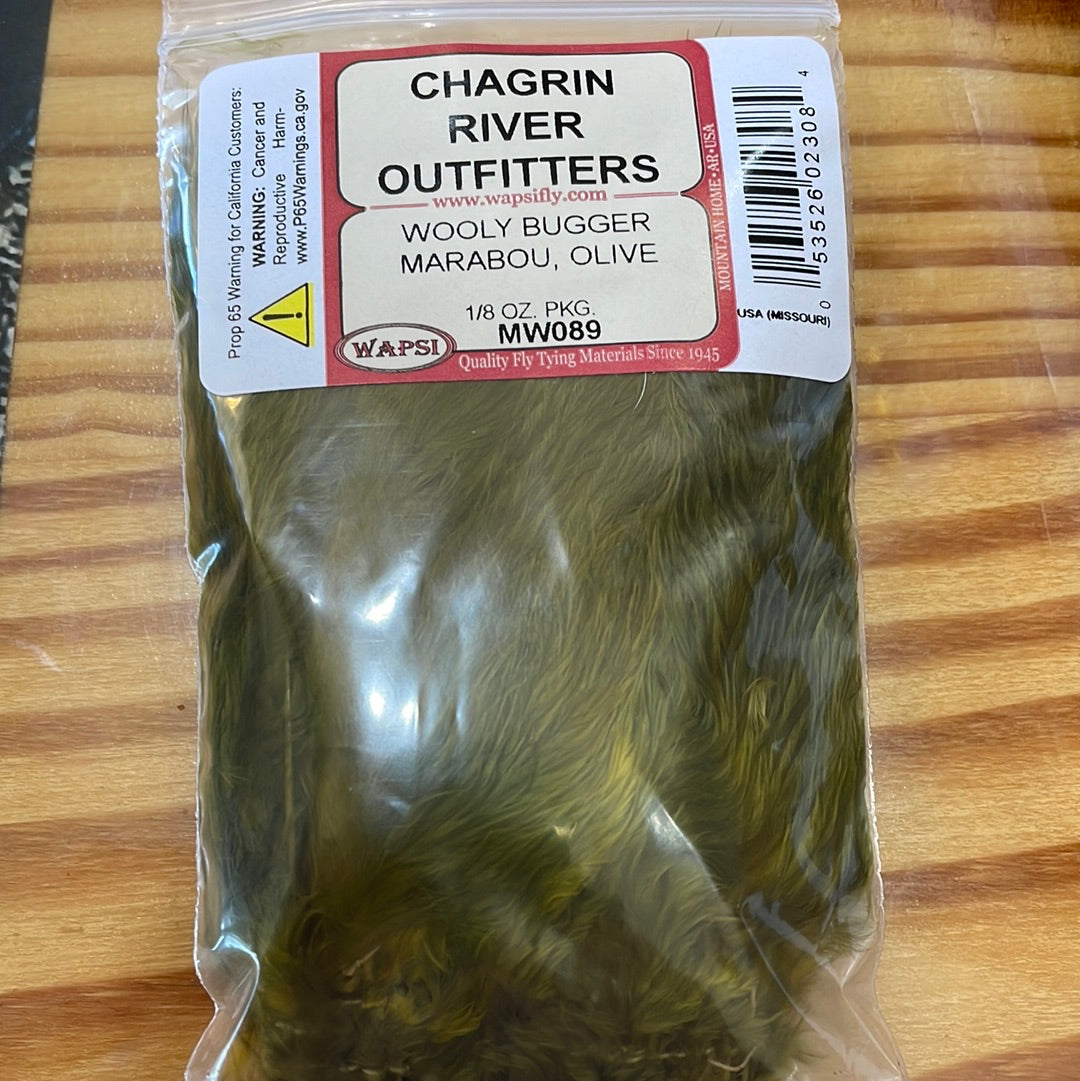 Prop 65 Warning for California Customers:
WARNING: Cancer and
Reproductive Harm-
www.P65Warnings.ca.gov
!
CHAGRIN
RIVER
OUTFITTERS
www.wapsifly.com
WOOLY BUGGER
MARABOU, OLIVE
1/8 OZ. PKG.
MW089
WAPSI
Quality Fly Tying Materials Since 1945
MOUNTAIN HOME•AR•USA
0 53526 02308 4
USA (MISSOURI)